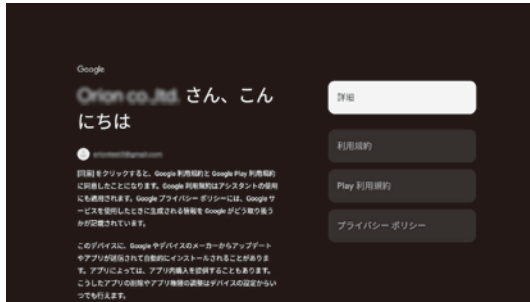 Google
さん、こん
にちは
[同意] をクリックすると、Google 利用規約と Google Play 利用規約
に同意したことになります。Google 利用規約はアシスタントの使用
にも適用されます。Google プライバシー ポリシーには、Google サ
ービスを使用したときに生成される情報を Google がどう取り扱う
かが記載されています。
このデバイスに、Google やデバイスのメーカーからアップデート
やアプリが送信されて自動的にインストールされることがありま
す。アプリによっては、アプリ内購入を提供することもあります。
こうしたアプリの削除やアプリ権限の調整はデバイスの設定からい
つでも行えます。
詳細
利用規約
Play 利用規約
プライバシー ポリシー